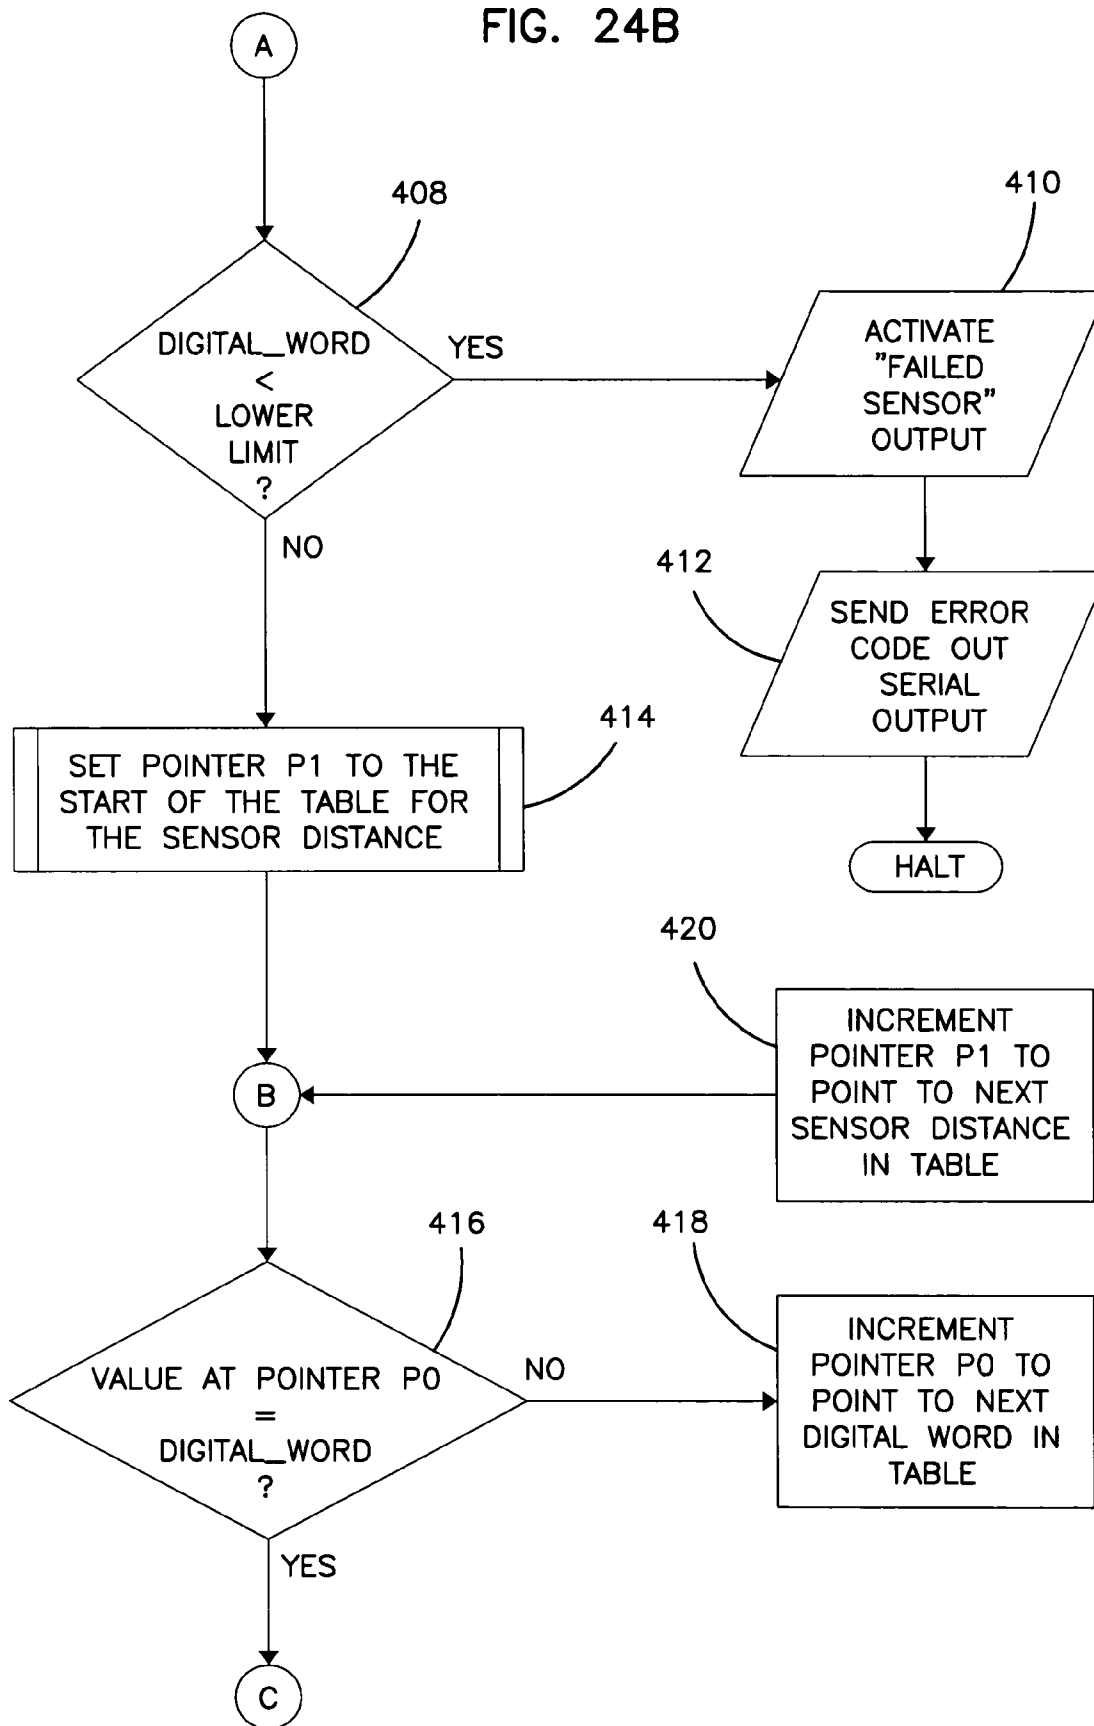 FIG. 24B
A
408
410
DIGITAL_WORD
<
LOWER
LIMIT
?
YES
NO
ACTIVATE
"FAILED
SENSOR"
OUTPUT
412
SEND ERROR
CODE OUT
SERIAL
OUTPUT
HALT
414
SET POINTER P1 TO THE
START OF THE TABLE FOR
THE SENSOR DISTANCE
420
INCREMENT
POINTER P1 TO
POINT TO NEXT
SENSOR DISTANCE
IN TABLE
B
416
418
VALUE AT POINTER P0
=
DIGITAL_WORD
?
NO
YES
INCREMENT
POINTER P0 TO
POINT TO NEXT
DIGITAL WORD IN
TABLE
C